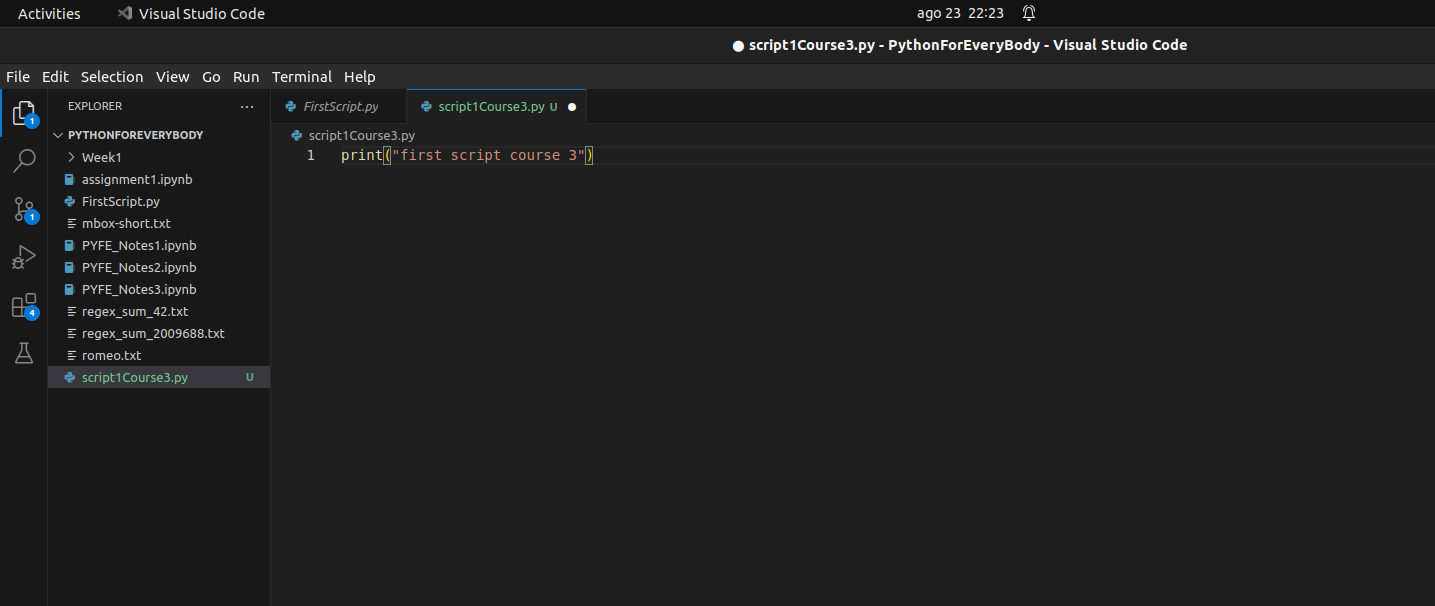 Activities Visual Studio Code ago 23 22:23
● script1Course3.py - PythonForEveryBody - Visual Studio Code
File Edit Selection View Go Run Terminal Help
EXPLORER ... FirstScript.py script1Course3.py U ●
1
PYTHONFOREVERYBODY script1Course3.py
Week1 1 print("first script course 3")
assignment1.ipynb
FirstScript.py
1
mbox-short.txt
PYFE_Notes1.ipynb
PYFE_Notes2.ipynb
PYFE_Notes3.ipynb
regex_sum_42.txt
4
regex_sum_2009688.txt
romeo.txt
script1Course3.py U